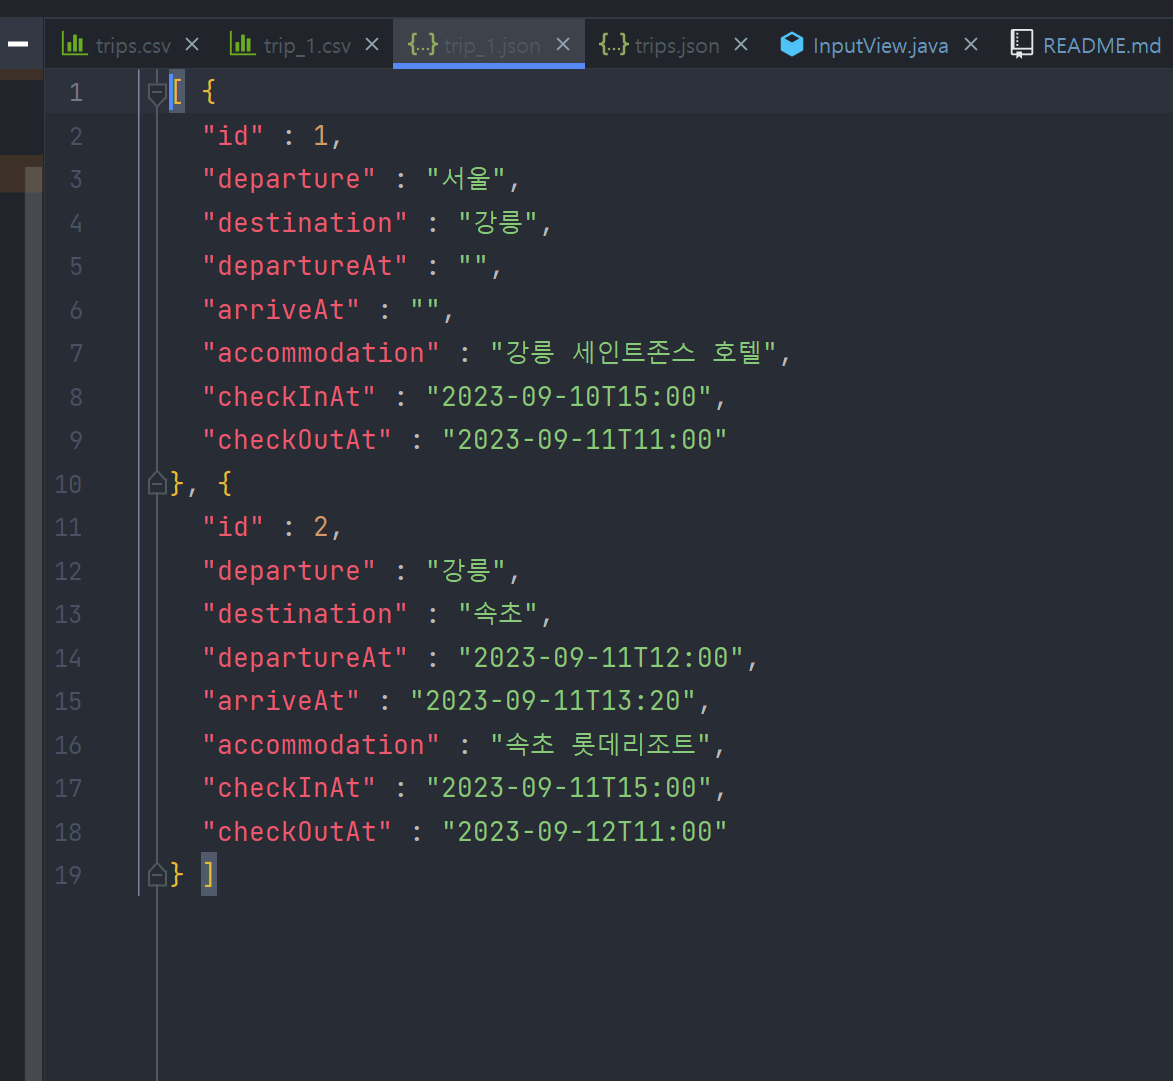 trips.csv trip_1.csv {...} trip_1.json {...} trips.json InputView.java README.md
1 [ {
2 "id" : 1,
3 "departure" : "서울",
4 "destination" : "강릉",
5 "departureAt" : "",
6 "arriveAt" : "",
7 "accommodation" : "강릉 세인트존스 호텔",
8 "checkInAt" : "2023-09-10T15:00",
9 "checkOutAt" : "2023-09-11T11:00"
10 }, {
11 "id" : 2,
12 "departure" : "강릉",
13 "destination" : "속초",
14 "departureAt" : "2023-09-11T12:00",
15 "arriveAt" : "2023-09-11T13:20",
16 "accommodation" : "속초 롯데리조트",
17 "checkInAt" : "2023-09-11T15:00",
18 "checkOutAt" : "2023-09-12T11:00"
19 } ]